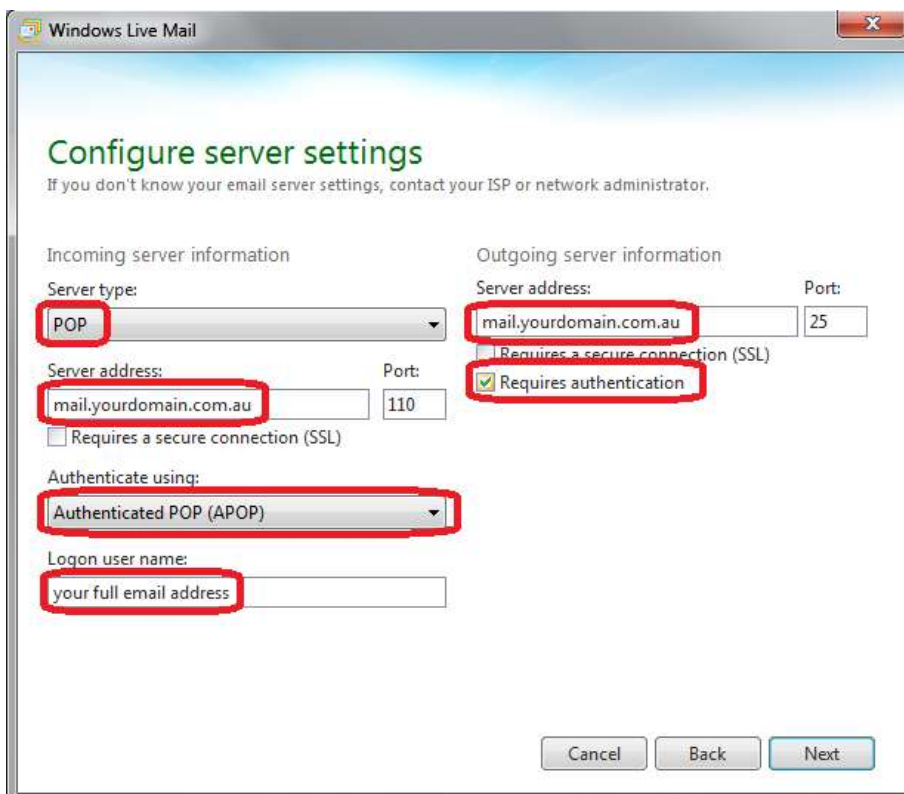 Windows Live Mail
Configure server settings
If you don't know your email server settings, contact your ISP or network administrator.
Incoming server information
Server type:
POP
Server address: Port:
mail.yourdomain.com.au 110
Requires a secure connection (SSL)
Authenticate using:
Authenticated POP (APOP)
Logon user name:
your full email address
Outgoing server information
Server address: Port:
mail.yourdomain.com.au 25
Requires a secure connection (SSL)
Requires authentication
Cancel Back Next